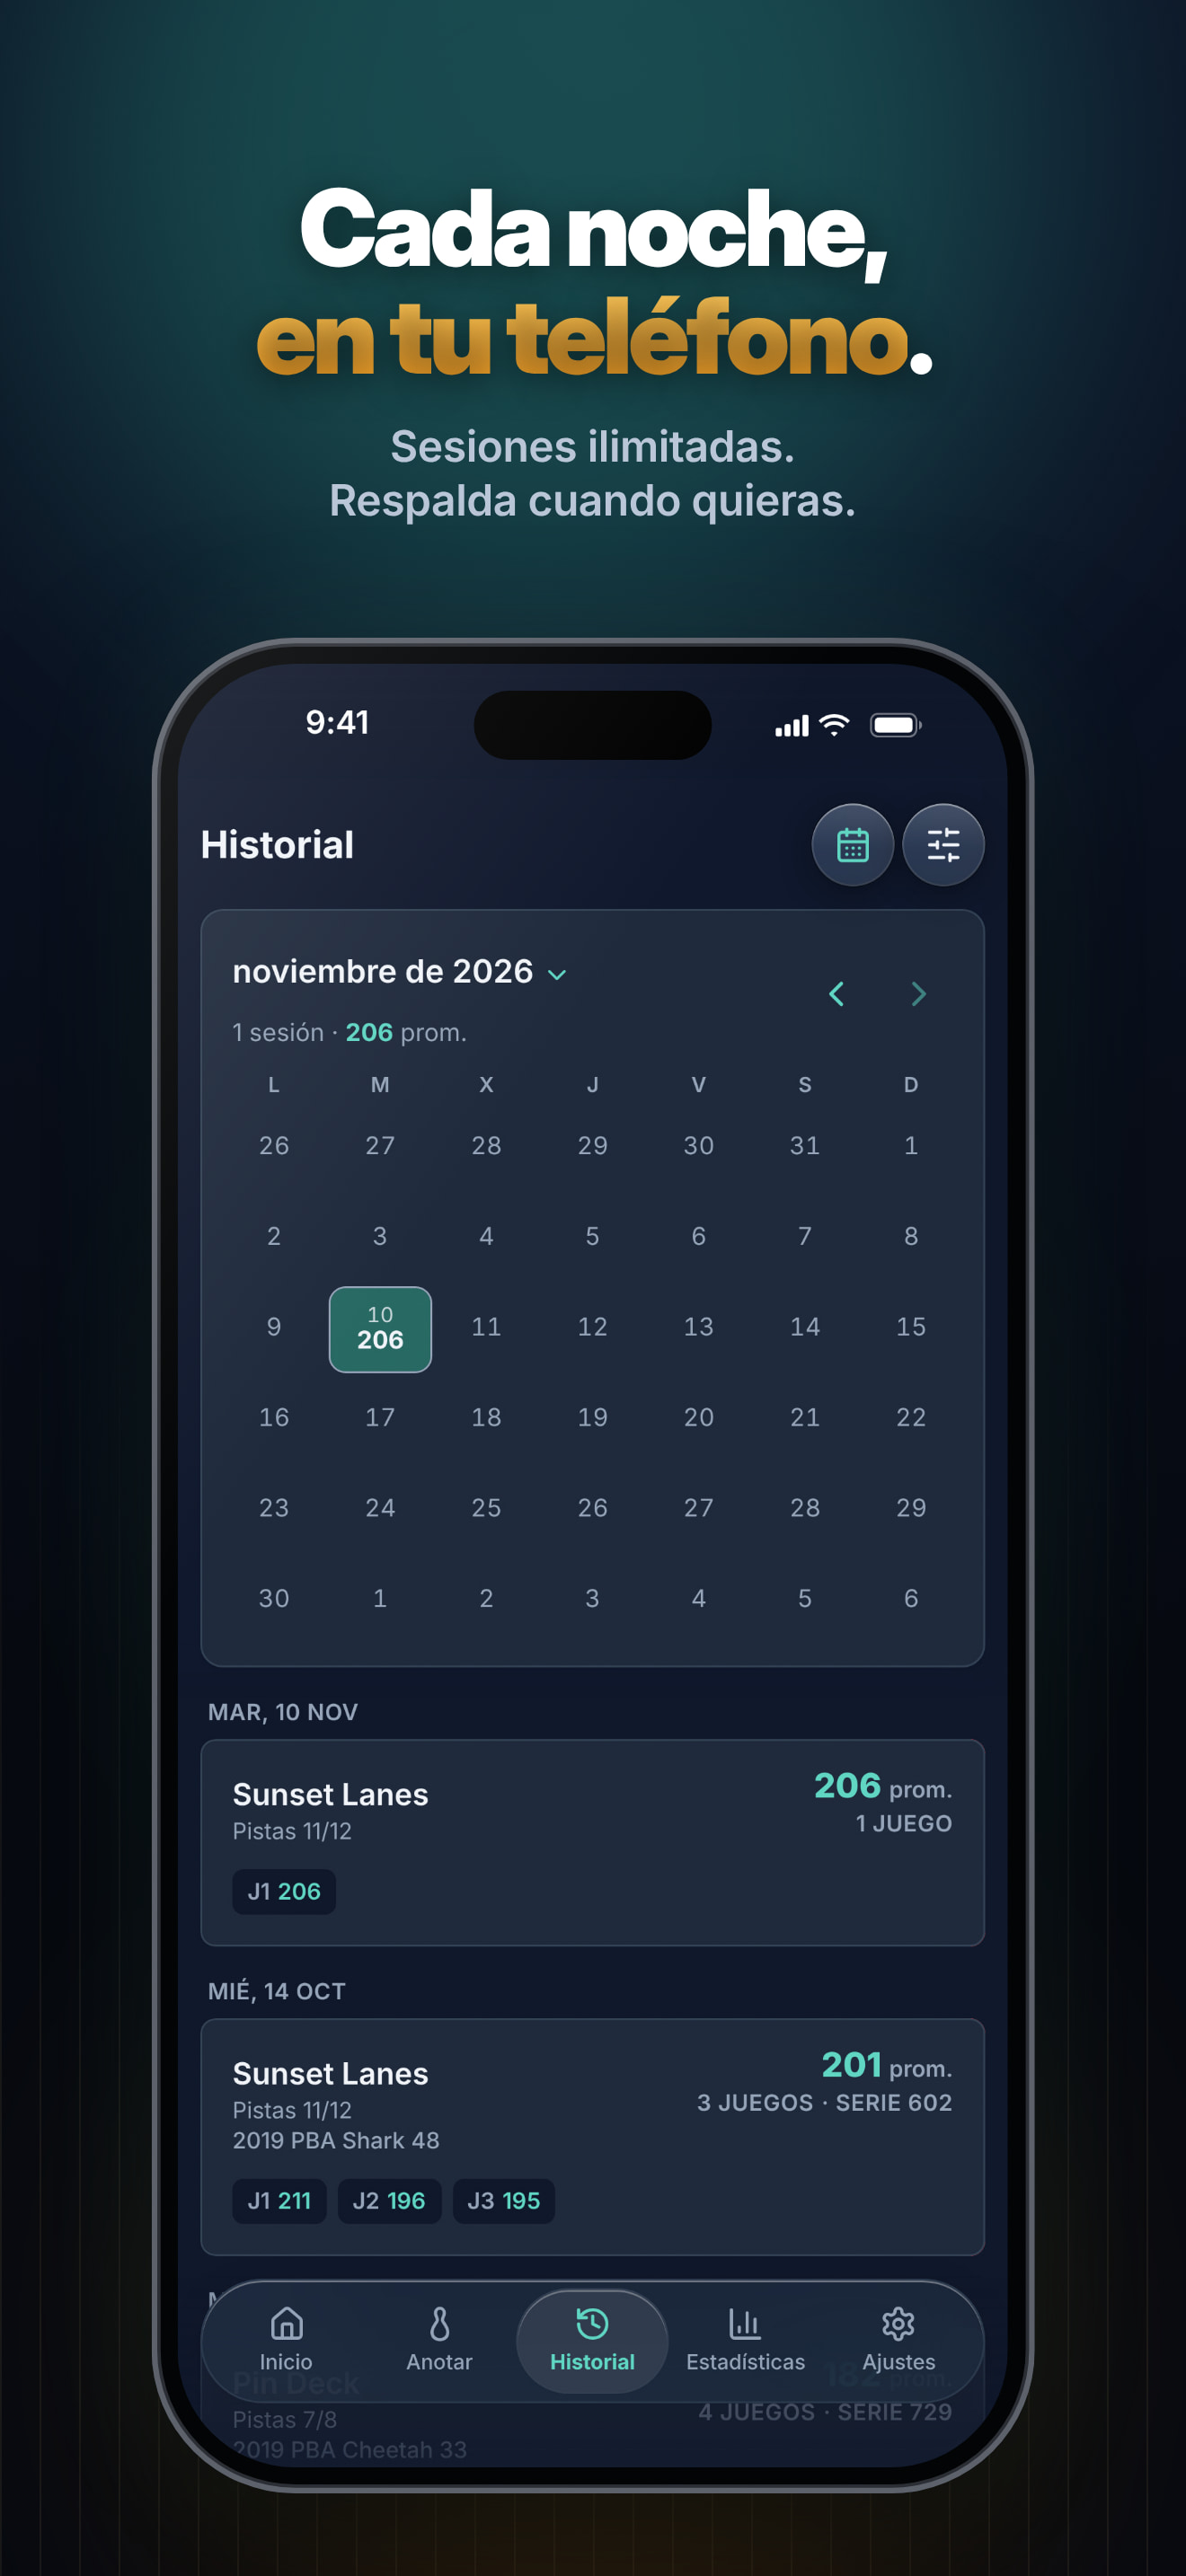 Cada noche,
en tu teléfono.
Sesiones ilimitadas.
Respalda cuando quieras.
9:41
Historial
noviembre de 2026
1 sesión · 206 prom.
L M X J V S D
26 27 28 29 30 31 1
2 3 4 5 6 7 8
9 10 11 12 13 14 15
206
16 17 18 19 20 21 22
23 24 25 26 27 28 29
30 1 2 3 4 5 6
MAR, 10 NOV
Sunset Lanes
206 prom.
Pistas 11/12
1 JUEGO
J1 206
MIÉ, 14 OCT
Sunset Lanes
201 prom.
Pistas 11/12
3 JUEGOS · SERIE 602
2019 PBA Shark 48
J1 211 J2 196 J3 195
Inicio Anotar Historial Estadísticas Ajustes
Pin Deck
182 prom.
Pistas 7/8
4 JUEGOS · SERIE 729
2019 PBA Cheetah 33